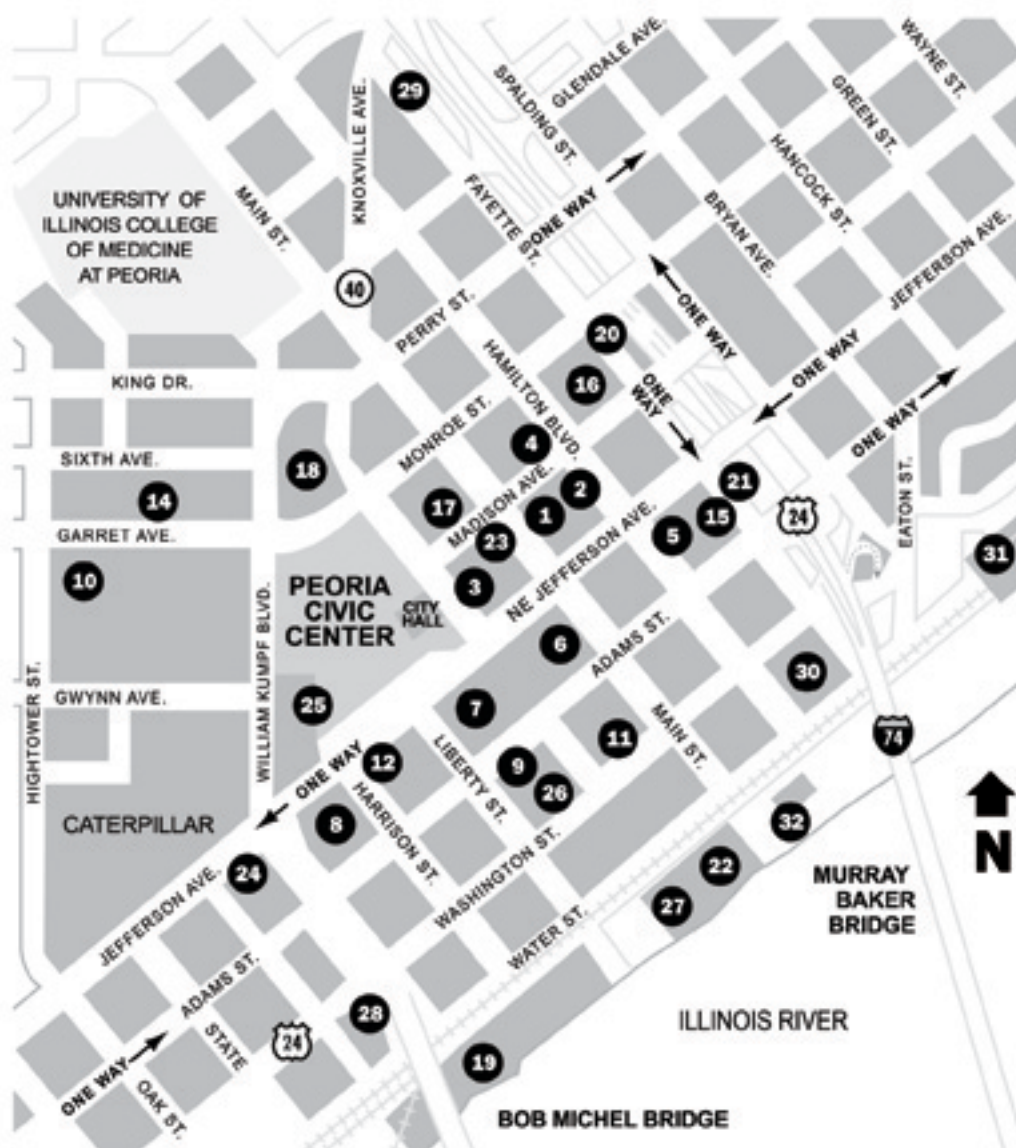 WAYNE ST.
GLENDALE AVE.
SPALDING ST.
GREEN ST.
29
KNOXVILLE AVE.
HANCOCK ST.
UNIVERSITY OF
ILLINOIS COLLEGE
OF MEDICINE
AT PEORIA
MAIN ST.
FAYETTE ST.
ONE WAY
BRYAN AVE.
JEFFERSON AVE.
40
PERRY ST.
ONE WAY
20
HAMILTON BLVD.
ONE WAY
KING DR.
16
ONE
WAY
MONROE ST.
4
ONE WAY
SIXTH AVE.
18
MADISON AVE.
14
17
2
21
EATON ST.
GARRET AVE.
1
15
24
23
5
31
10
PEORIA
CIVIC
CENTER
CITY
HALL
3
NE JEFFERSON AVE.
WILLIAM KUMPF BLVD.
6
ADAMS ST.
30
HIGHTOWER ST.
GWYNN AVE.
25
7
11
MAIN ST.
74
ONE WAY
12
LIBERTY ST.
9
26
CATERPILLAR
8
HARRISON ST.
32
N
JEFFERSON AVE.
24
WASHINGTON ST.
22
MURRAY
BAKER
BRIDGE
27
WATER ST.
ADAMS ST.
28
24
STATE
ILLINOIS RIVER
ONE WAY
OAK ST.
19
BOB MICHEL BRIDGE